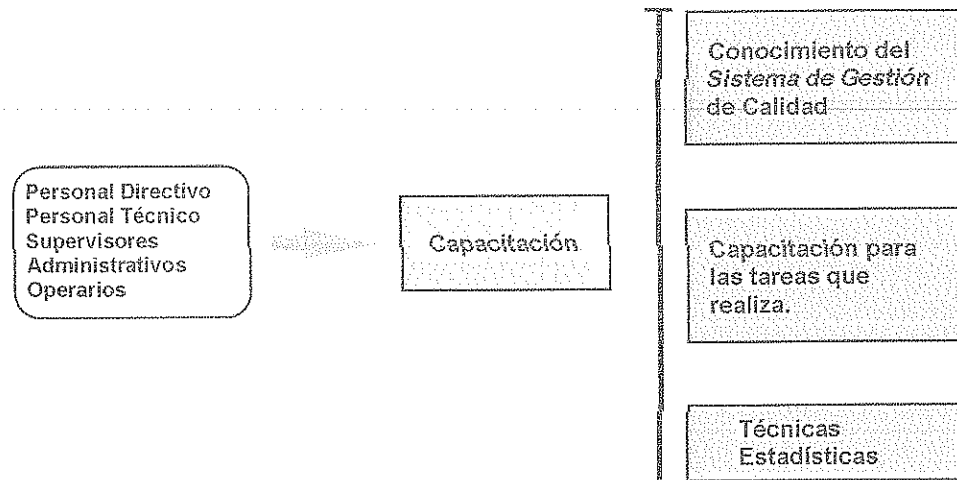 Personal Directivo
Personal Técnico
Supervisores
Administrativos
Operarios
Capacitación
Conocimiento del
Sistema de Gestión
de Calidad
Capacitación para
las tareas que
realiza.
Técnicas
Estadísticas